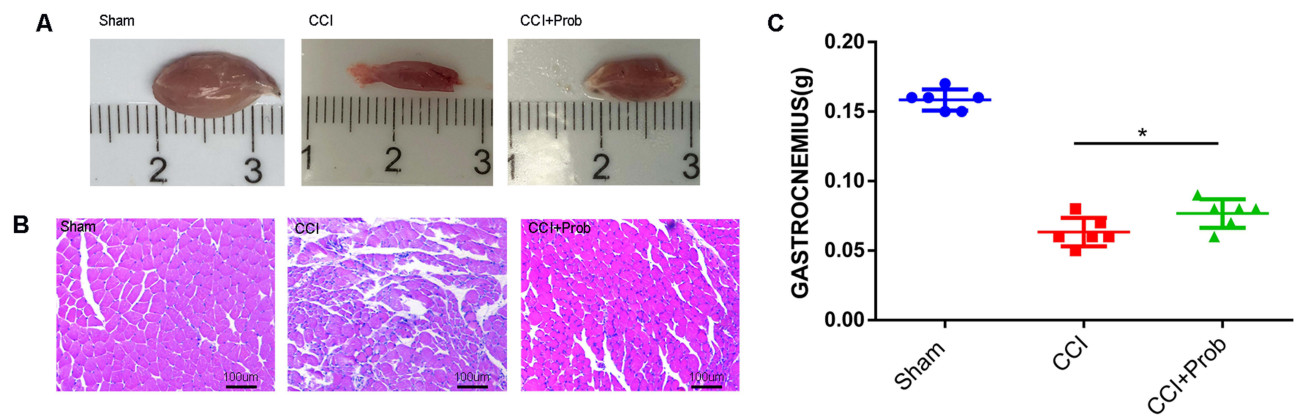 A
Sham
CCI
CCI+Prob
2
3
1
2
3
1
2
3
B
Sham
CCI
CCI+Prob
100um
100um
100um
C
GASTROCNEMIUS(g)
0.20
0.15
0.10
0.05
0.00
*
Sham
CCI
CCI+Prob